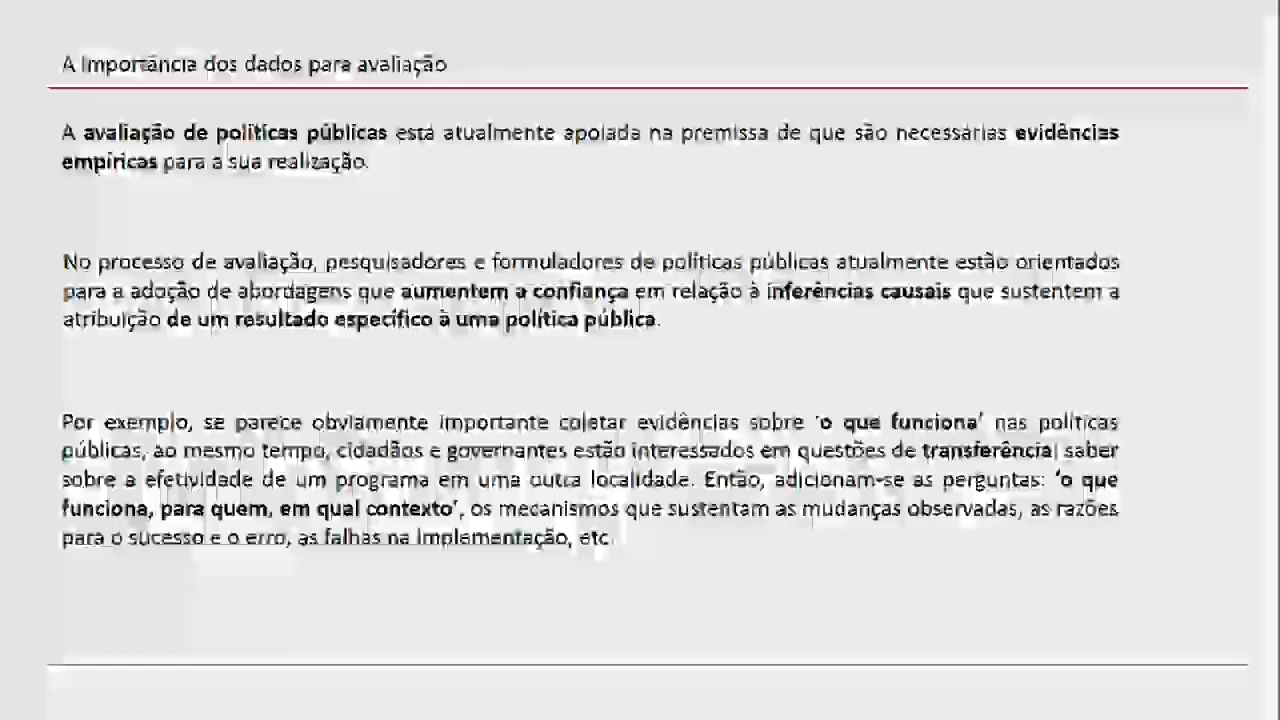 A Importância dos dados para avaliação
A avaliação de políticas públicas está atualmente apoiada na premissa de que são necessárias evidências
empíricas para a sua realização.
No processo de avaliação, pesquisadores e formuladores de políticas públicas atualmente estão orientados
para a adoção de abordagens que aumentem a confiança em relação à inferências causais que sustentem a
atribuição de um resultado específico à uma política pública.
Por exemplo, se parece obviamente importante coletar evidências sobre 'o que funciona' nas políticas
públicas, ao mesmo tempo, cidadãos e governantes estão interessados em questões de transferência: saber
sobre a efetividade de um programa em uma outra localidade. Então, adicionam-se as perguntas: 'o que
funciona, para quem, em qual contexto', os mecanismos que sustentam as mudanças observadas, as razões
para o sucesso e o erro, as falhas na implementação, etc.